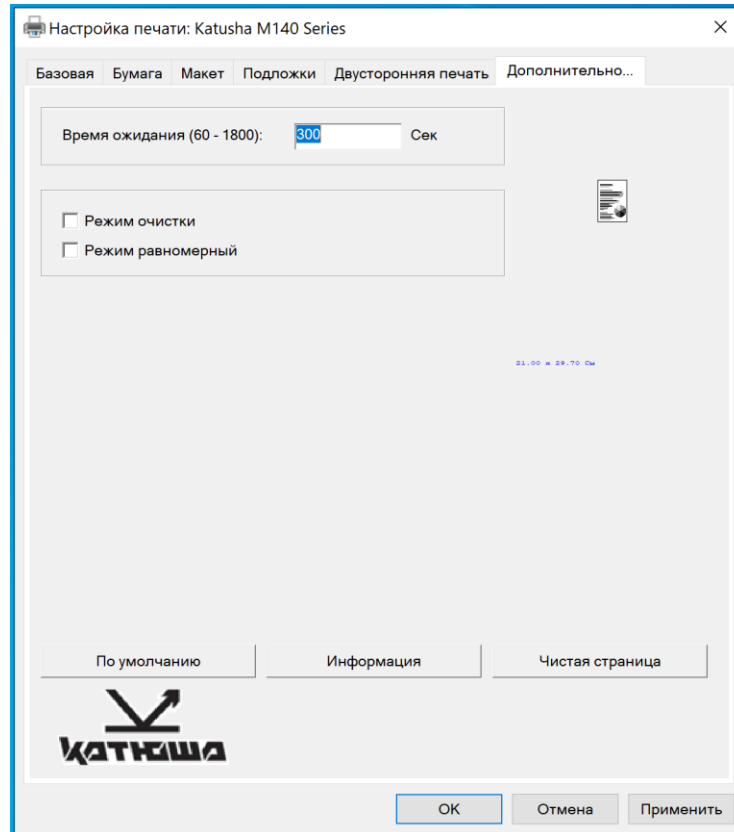 Настройка печати: Katusha M140 Series
Базовая Бумага Макет Подложки Двусторонняя печать Дополнительно...
Время ожидания (60 - 1800): 300 Сек
Режим очистки
Режим равномерный
21.00 x 29.70 См
По умолчанию Информация Чистая страница
катюша
OK Отмена Применить